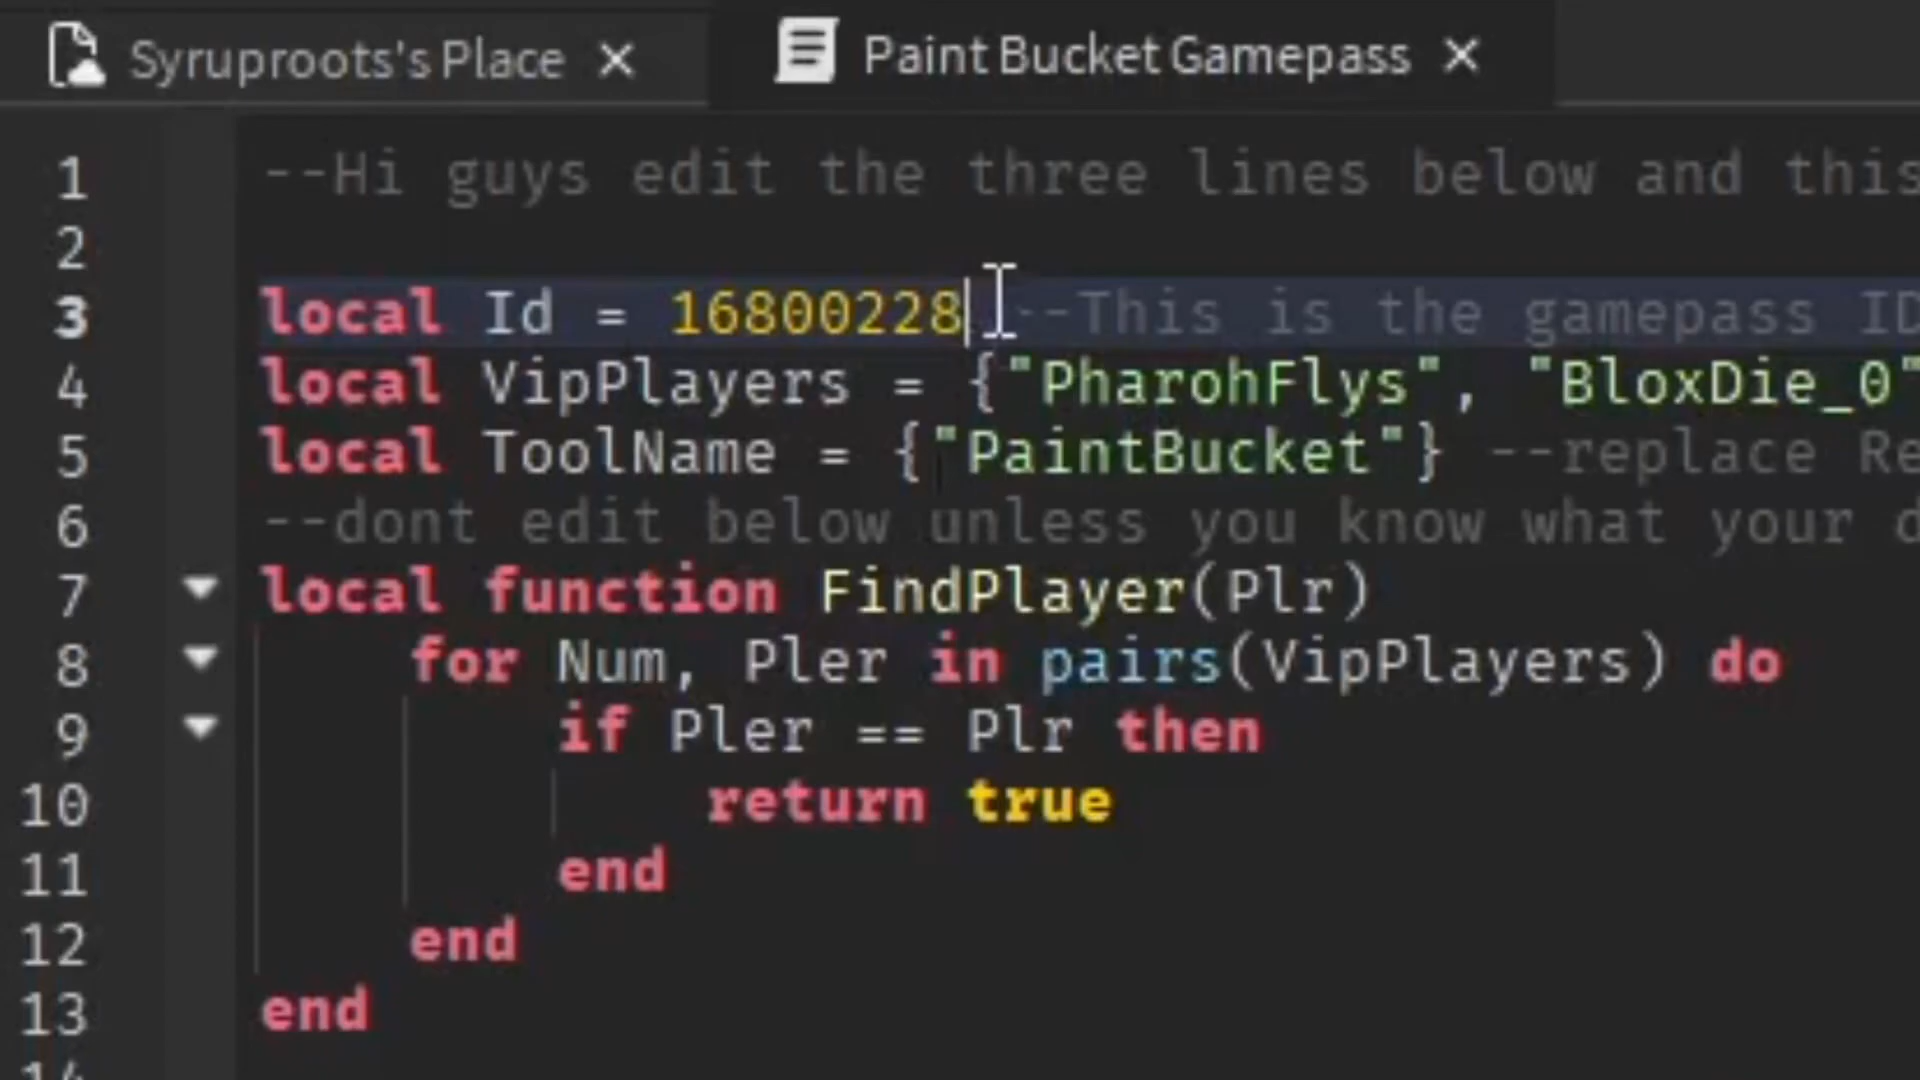 Syruproots's Place
Paint Bucket Gamepass
1 --Hi guys edit the three lines below and this
2
3 local Id = 16800228 --This is the gamepass ID
4 local VipPlayers = {"PharohFlys", "BloxDie_0"
5 local ToolName = {"PaintBucket"} --replace Re
6 --dont edit below unless you know what your d
7 local function FindPlayer(Plr)
8 for Num, Pler in pairs(VipPlayers) do
9 if Pler == Plr then
10 return true
11 end
12 end
13 end
14